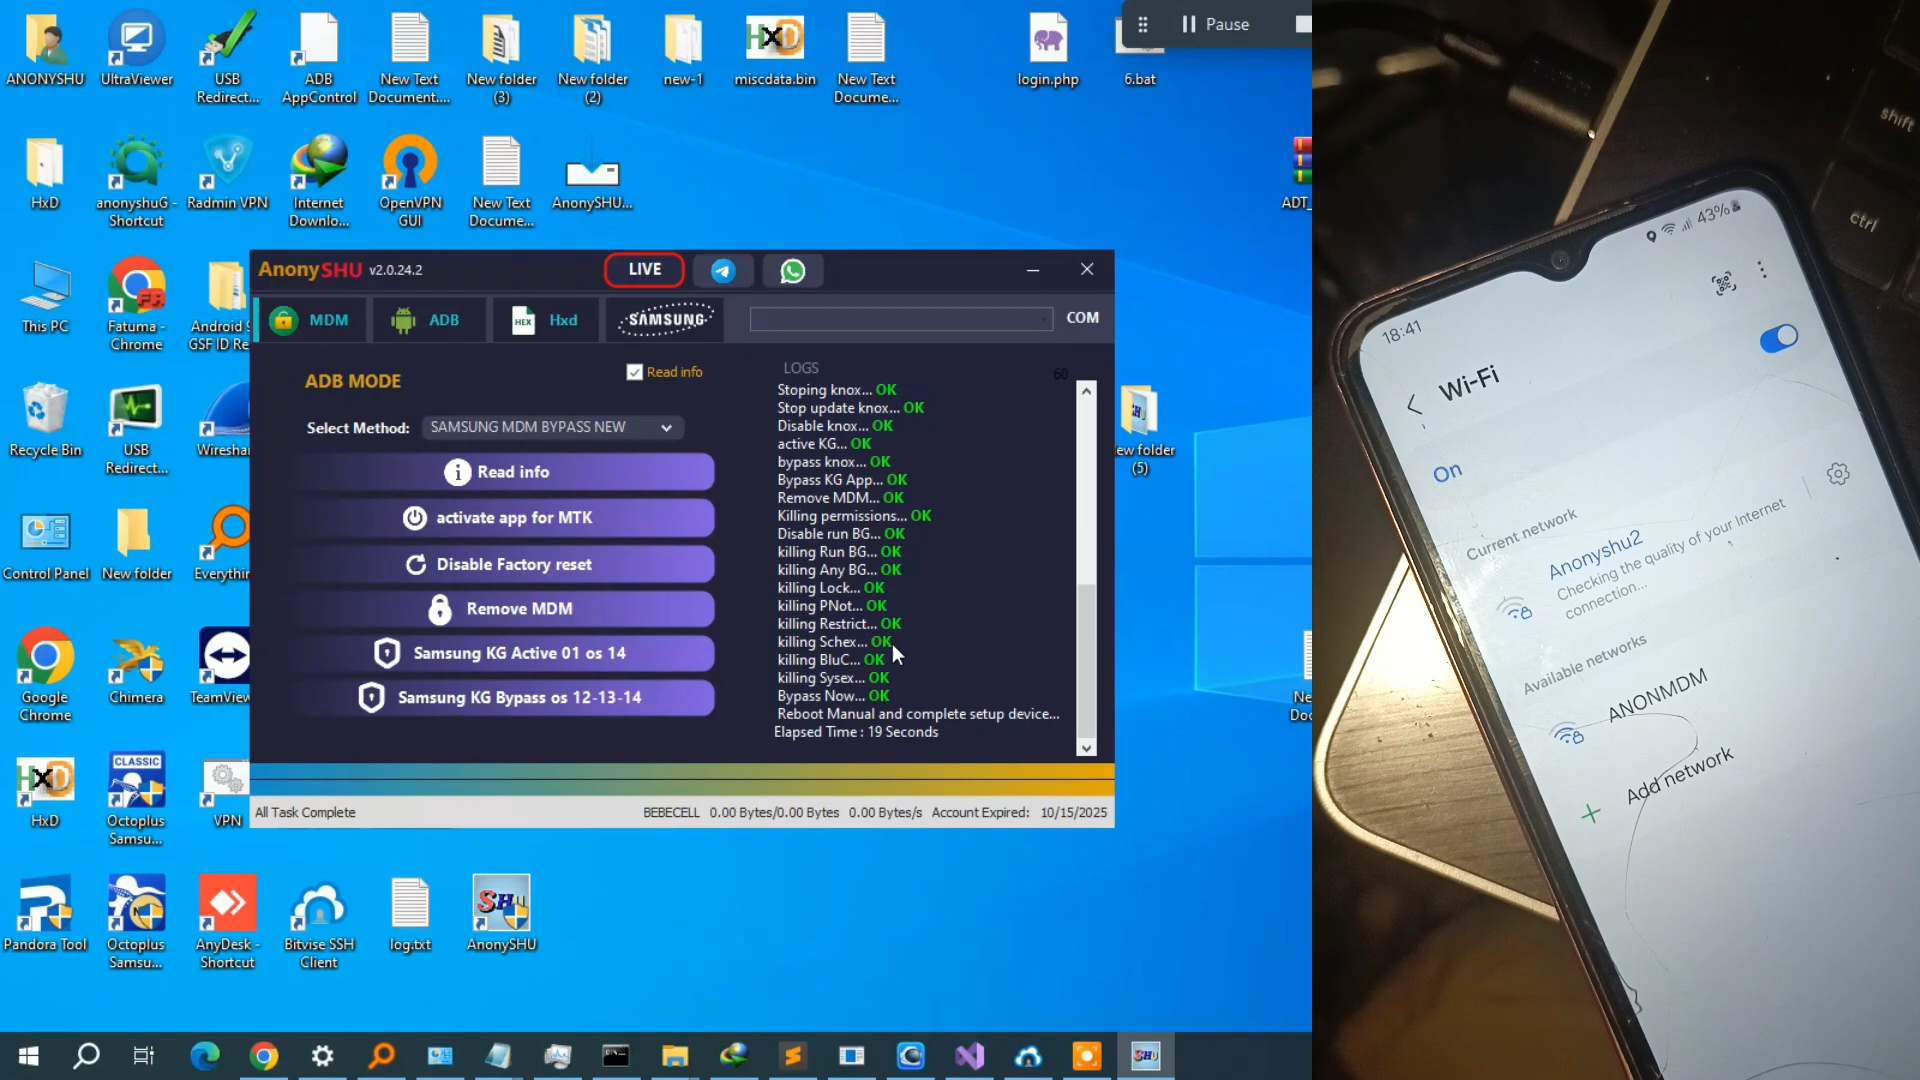 ANONYSHU
UltraViewer
USB
Redirect...
ADB
AppControl
New Text
Document....
New folder
(3)
New folder
(2)
new-1
HxD
miscdata.bin
New Text
Docume...
login.php
6.bat
Pause
HxD
anonyshuG -
Shortcut
Radmin VPN
Internet
Downlo...
OpenVPN
GUI
New Text
Docume...
AnonySHU...
ADT_
This PC
Fatuma -
Chrome
Android 9
GSF ID Re
Recycle Bin
USB
Redirect...
Wireshar
Control Panel
New folder
Everythin
Google
Chrome
Chimera
TeamView
HxD
HxD
CLASSIC
Octoplus
Samsu...
VPN
Pandora Tool
Octoplus
Samsu...
AnyDesk -
Shortcut
Bitvise SSH
Client
log.txt
SHU
AnonySHU
ew folder
(5)
Ne
Doc
AnonySHU v2.0.24.2
LIVE
MDM
ADB
HEX
Hxd
SAMSUNG
COM
ADB MODE
Read info
Select Method:
SAMSUNG MDM BYPASS NEW
Read info
activate app for MTK
Disable Factory reset
Remove MDM
Samsung KG Active 01 os 14
Samsung KG Bypass os 12-13-14
LOGS
60
Stoping knox... OK
Stop update knox... OK
Disable knox... OK
active KG... OK
bypass knox... OK
Bypass KG App... OK
Remove MDM... OK
Killing permissions... OK
Disable run BG... OK
killing Run BG... OK
killing Any BG... OK
killing Lock... OK
killing PNot... OK
killing Restrict... OK
killing Schex... OK
killing BluC... OK
killing Sysex... OK
Bypass Now... OK
Reboot Manual and complete setup device...
Elapsed Time : 19 Seconds
All Task Complete
BEBECELL 0.00 Bytes/0.00 Bytes 0.00 Bytes/s Account Expired: 10/15/2025
SHU
shift
ctrl
18:41
43%
Wi-Fi
On
Current network
Anonyshu2
Checking the quality of your Internet
connection...
Available networks
ANONMDM
Add network